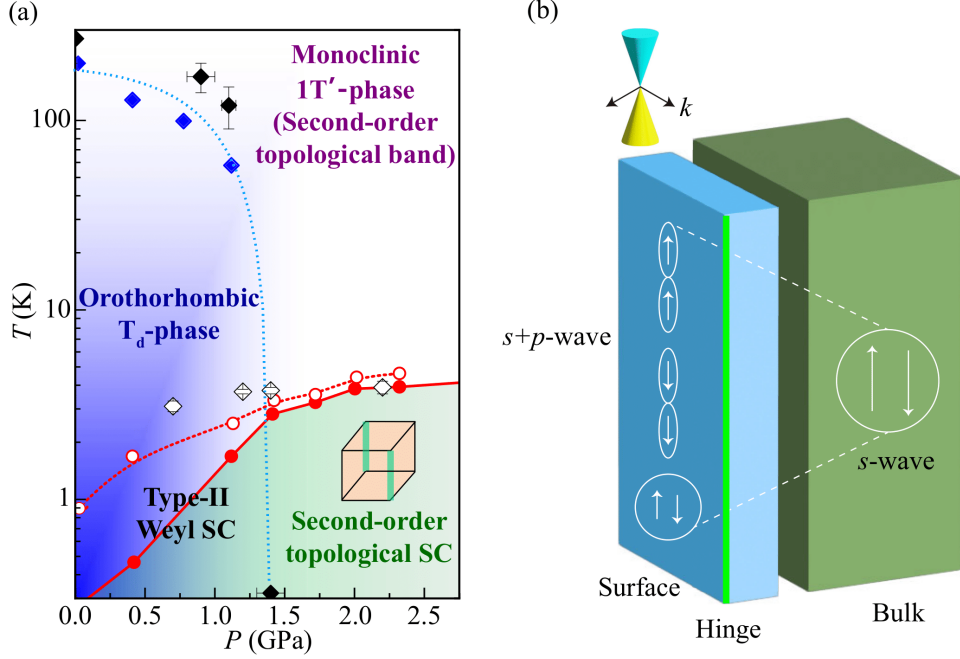 (a)
Monoclinic
1T′-phase
(Second-order
topological band)
100
10
1
T (K)
Orothorhombic
T_d-phase
Type-II
Weyl SC
Second-order
topological SC
0.0 0.5 1.0 1.5 2.0 2.5
P (GPa)
(b)
k
s+p-wave
s-wave
Surface
Hinge
Bulk